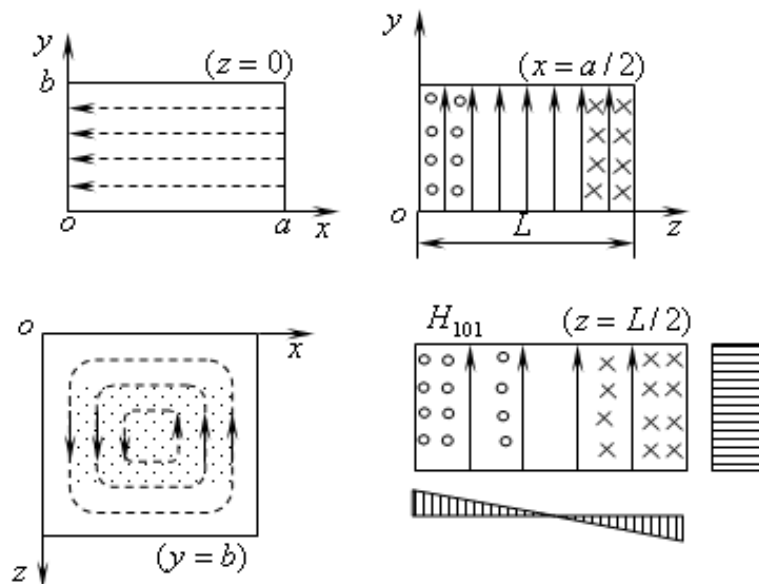 y
b
(z = 0)
o
a
x
y
(x = a / 2)
o
L
z
o
x
z
(y = b)
H₁₀₁
(z = L / 2)